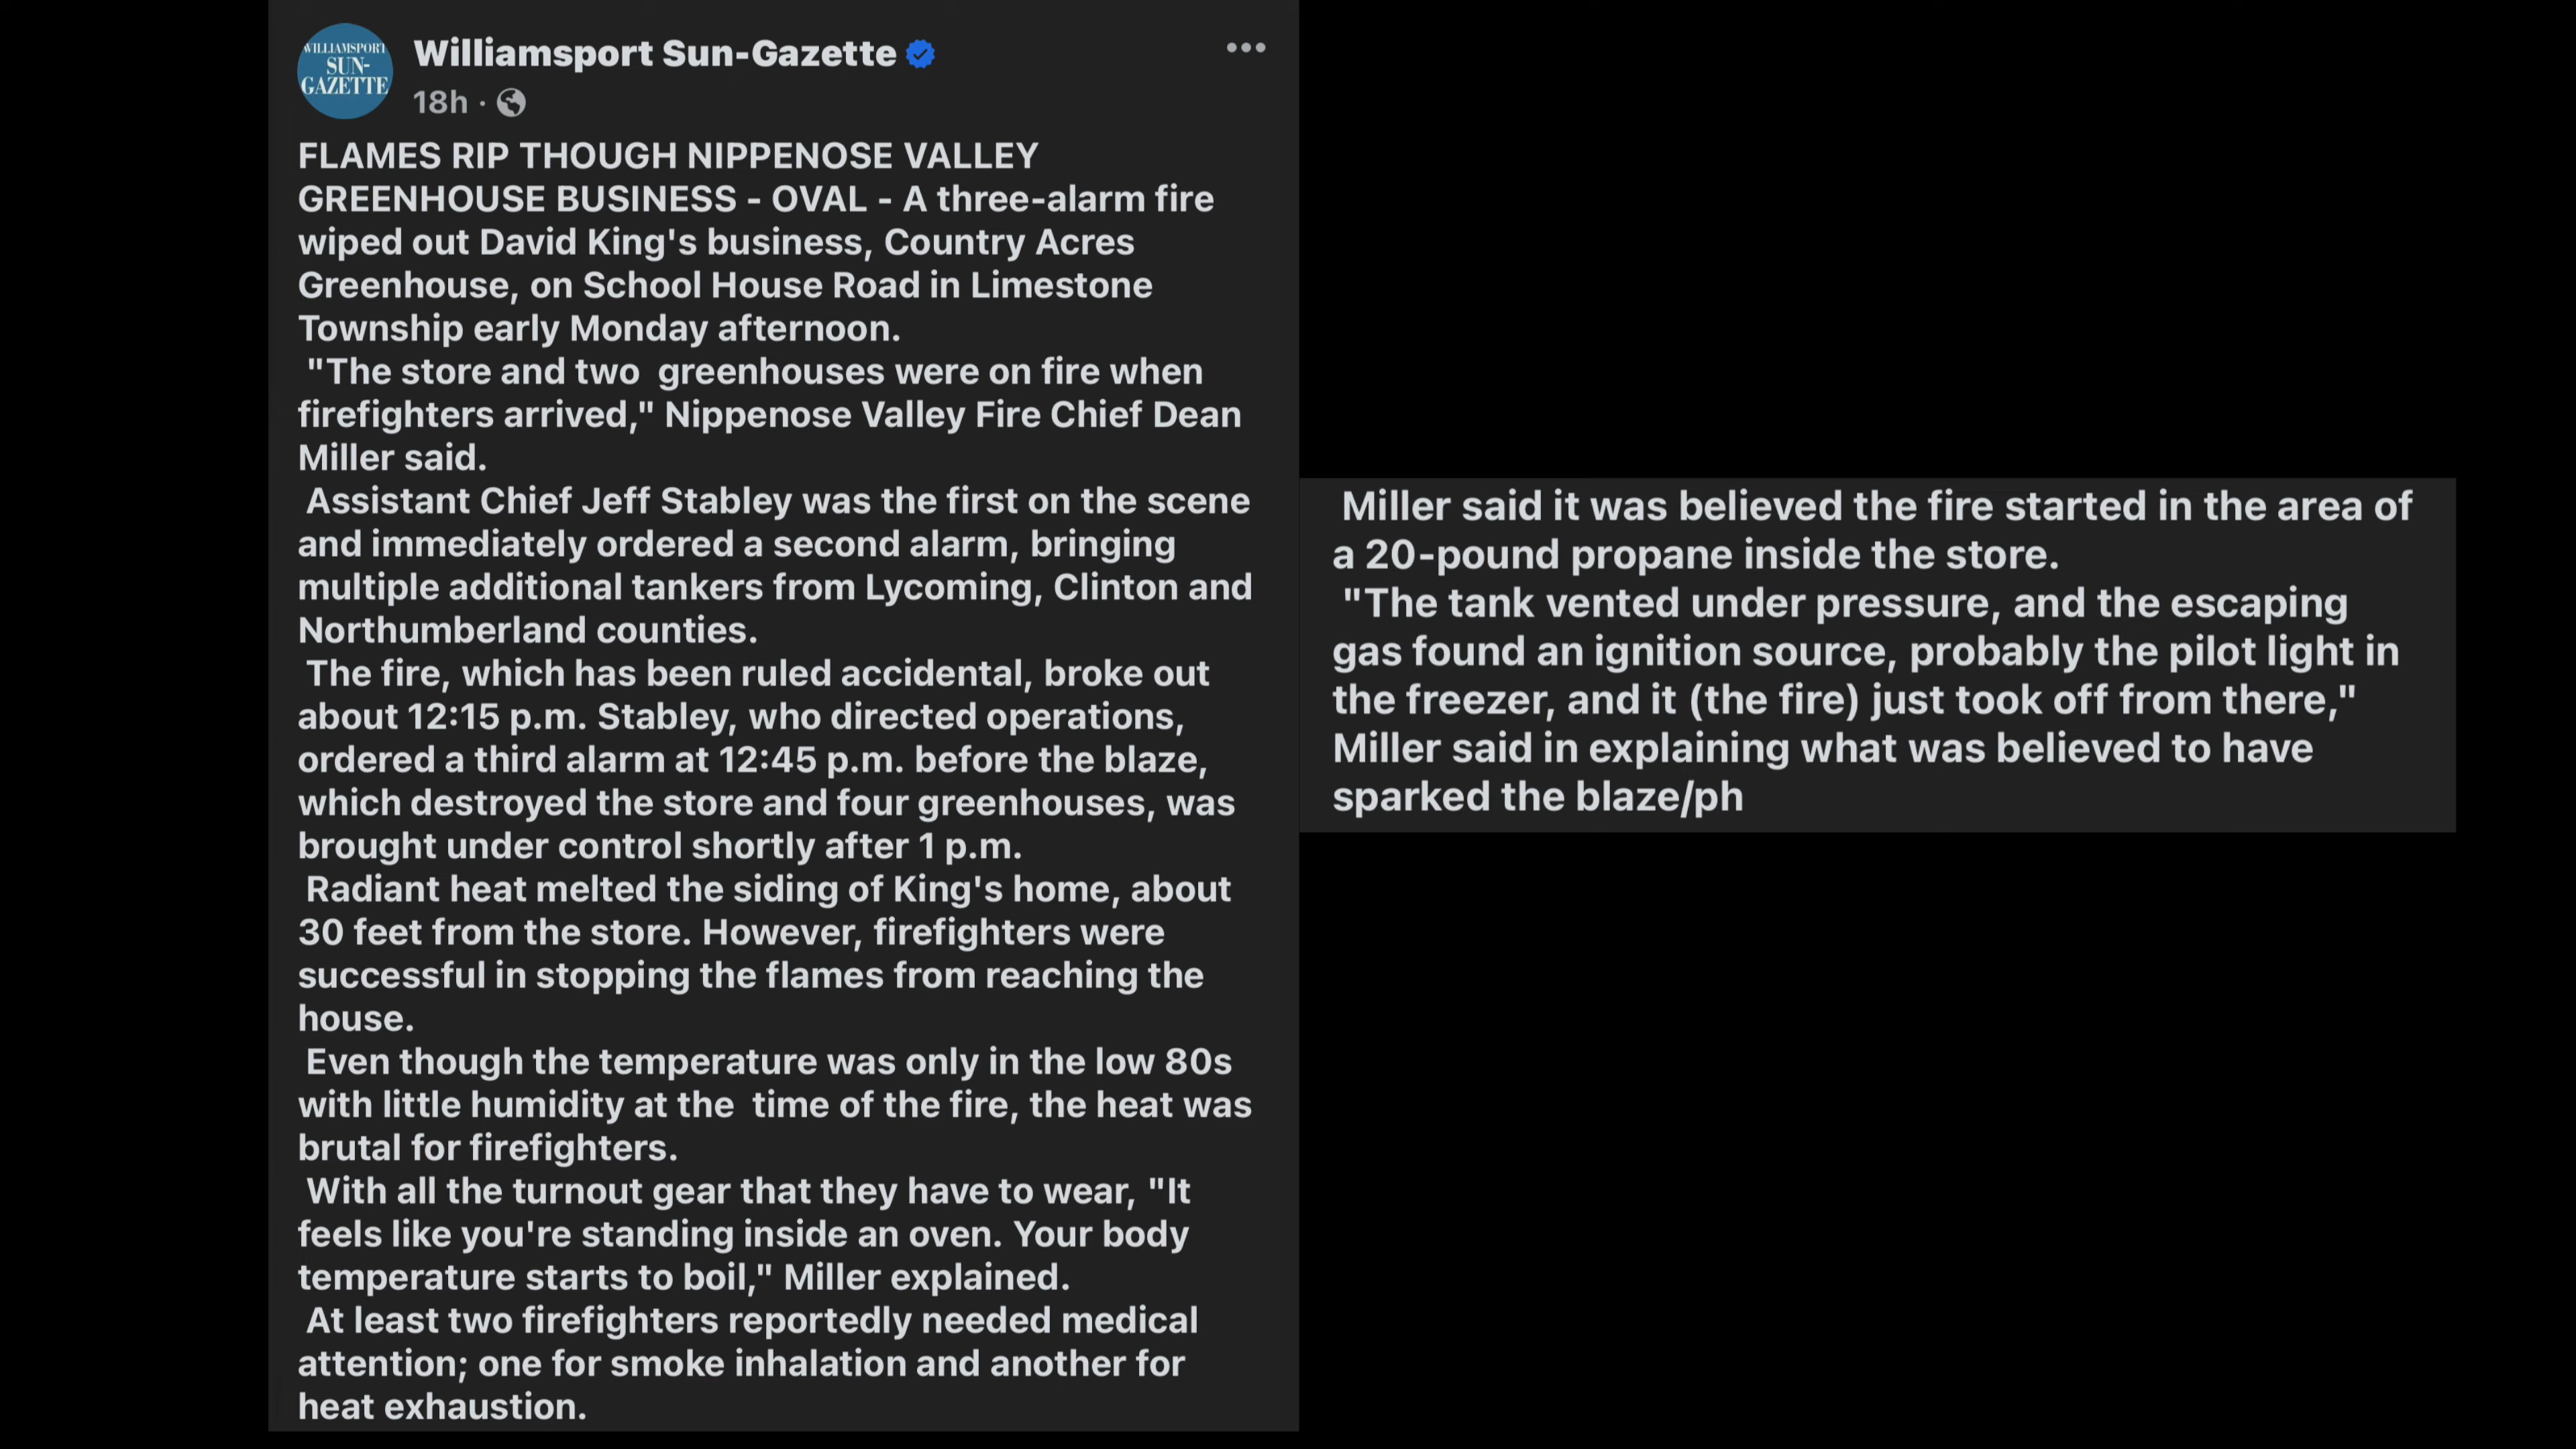 WILLIAMSPORT
SUN-
GAZETTE
Williamsport Sun-Gazette
18h ·
FLAMES RIP THOUGH NIPPENOSE VALLEY
GREENHOUSE BUSINESS - OVAL - A three-alarm fire
wiped out David King's business, Country Acres
Greenhouse, on School House Road in Limestone
Township early Monday afternoon.
"The store and two  greenhouses were on fire when
firefighters arrived," Nippenose Valley Fire Chief Dean
Miller said.
Assistant Chief Jeff Stabley was the first on the scene
and immediately ordered a second alarm, bringing
multiple additional tankers from Lycoming, Clinton and
Northumberland counties.
The fire, which has been ruled accidental, broke out
about 12:15 p.m. Stabley, who directed operations,
ordered a third alarm at 12:45 p.m. before the blaze,
which destroyed the store and four greenhouses, was
brought under control shortly after 1 p.m.
Radiant heat melted the siding of King's home, about
30 feet from the store. However, firefighters were
successful in stopping the flames from reaching the
house.
Even though the temperature was only in the low 80s
with little humidity at the  time of the fire, the heat was
brutal for firefighters.
With all the turnout gear that they have to wear, "It
feels like you're standing inside an oven. Your body
temperature starts to boil," Miller explained.
At least two firefighters reportedly needed medical
attention; one for smoke inhalation and another for
heat exhaustion.
Miller said it was believed the fire started in the area of
a 20-pound propane inside the store.
"The tank vented under pressure, and the escaping
gas found an ignition source, probably the pilot light in
the freezer, and it (the fire) just took off from there,"
Miller said in explaining what was believed to have
sparked the blaze/ph